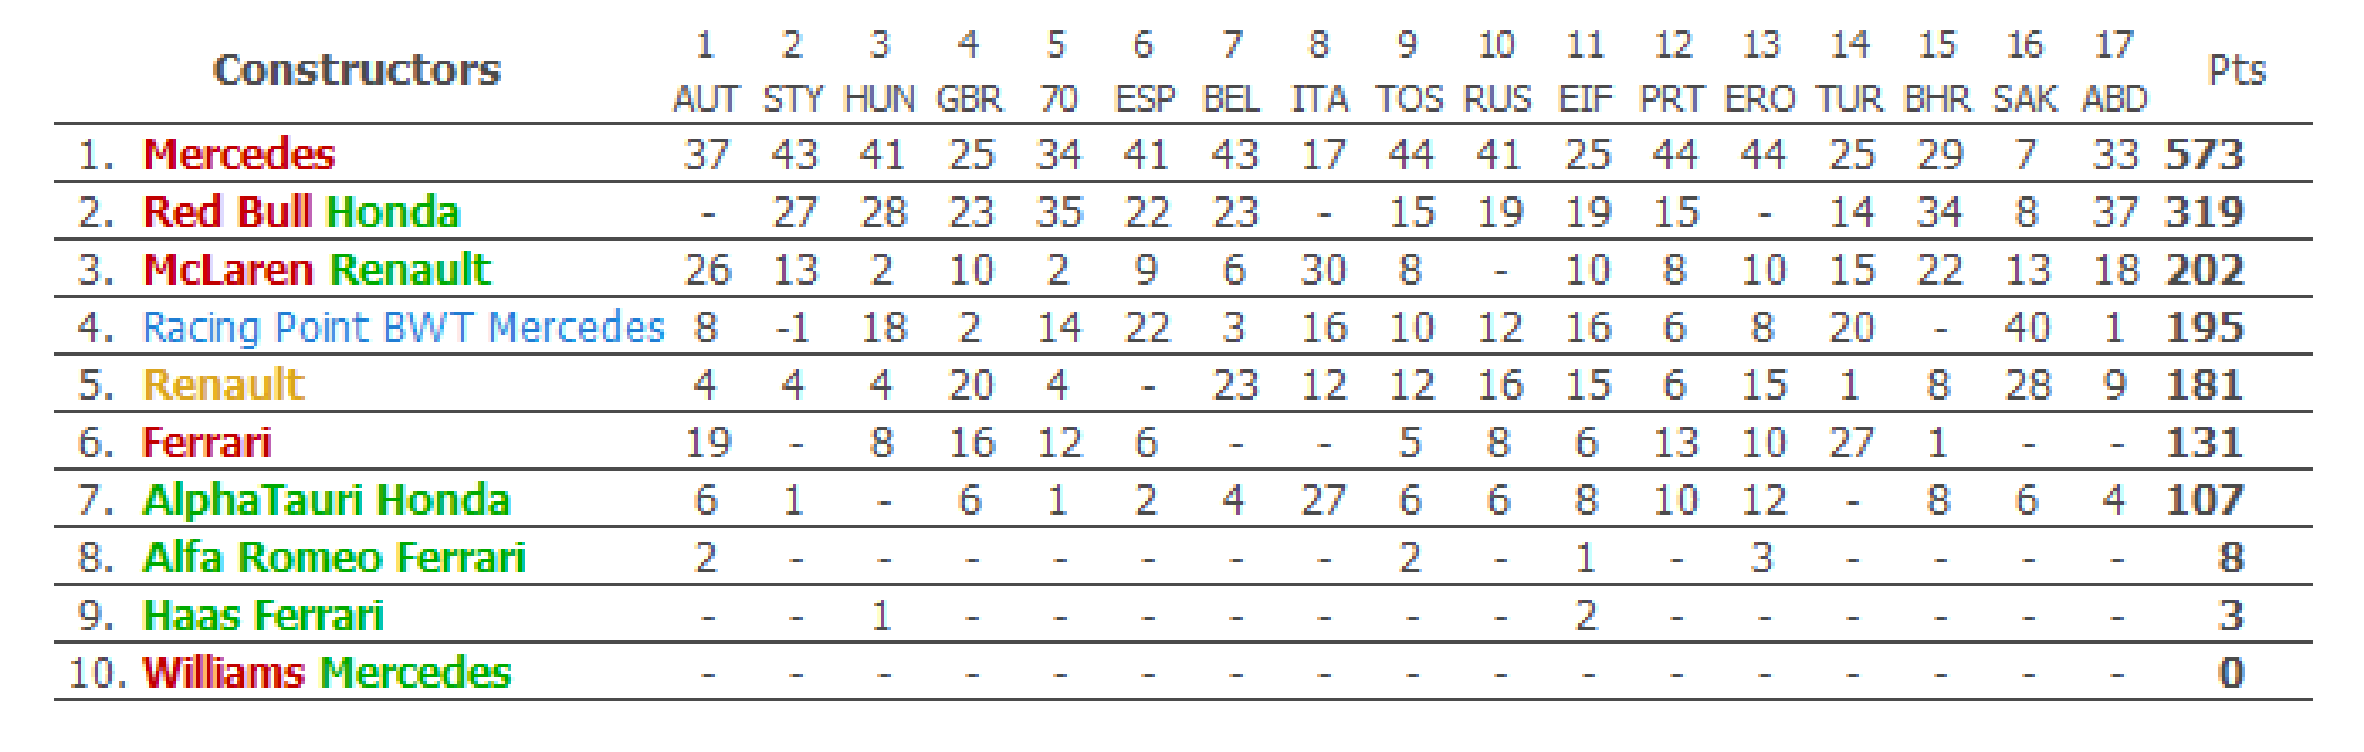 Constructors 1 2 3 4 5 6 7 8 9 10 11 12 13 14 15 16 17 Pts
AUT STY HUN GBR 70 ESP BEL ITA TOS RUS EIF PRT ERO TUR BHR SAK ABD
1. Mercedes 37 43 41 25 34 41 43 17 44 41 25 44 44 25 29 7 33 573
2. Red Bull Honda - 27 28 23 35 22 23 - 15 19 19 15 - 14 34 8 37 319
3. McLaren Renault 26 13 2 10 2 9 6 30 8 - 10 8 10 15 22 13 18 202
4. Racing Point BWT Mercedes 8 -1 18 2 14 22 3 16 10 12 16 6 8 20 - 40 1 195
5. Renault 4 4 4 20 4 - 23 12 12 16 15 6 15 1 8 28 9 181
6. Ferrari 19 - 8 16 12 6 - - 5 8 6 13 10 27 1 - - 131
7. AlphaTauri Honda 6 1 - 6 1 2 4 27 6 6 8 10 12 - 8 6 4 107
8. Alfa Romeo Ferrari 2 - - - - - - - 2 - 1 - 3 - - - - 8
9. Haas Ferrari - - 1 - - - - - - - 2 - - - - - - 3
10. Williams Mercedes - - - - - - - - - - - - - - - - - 0